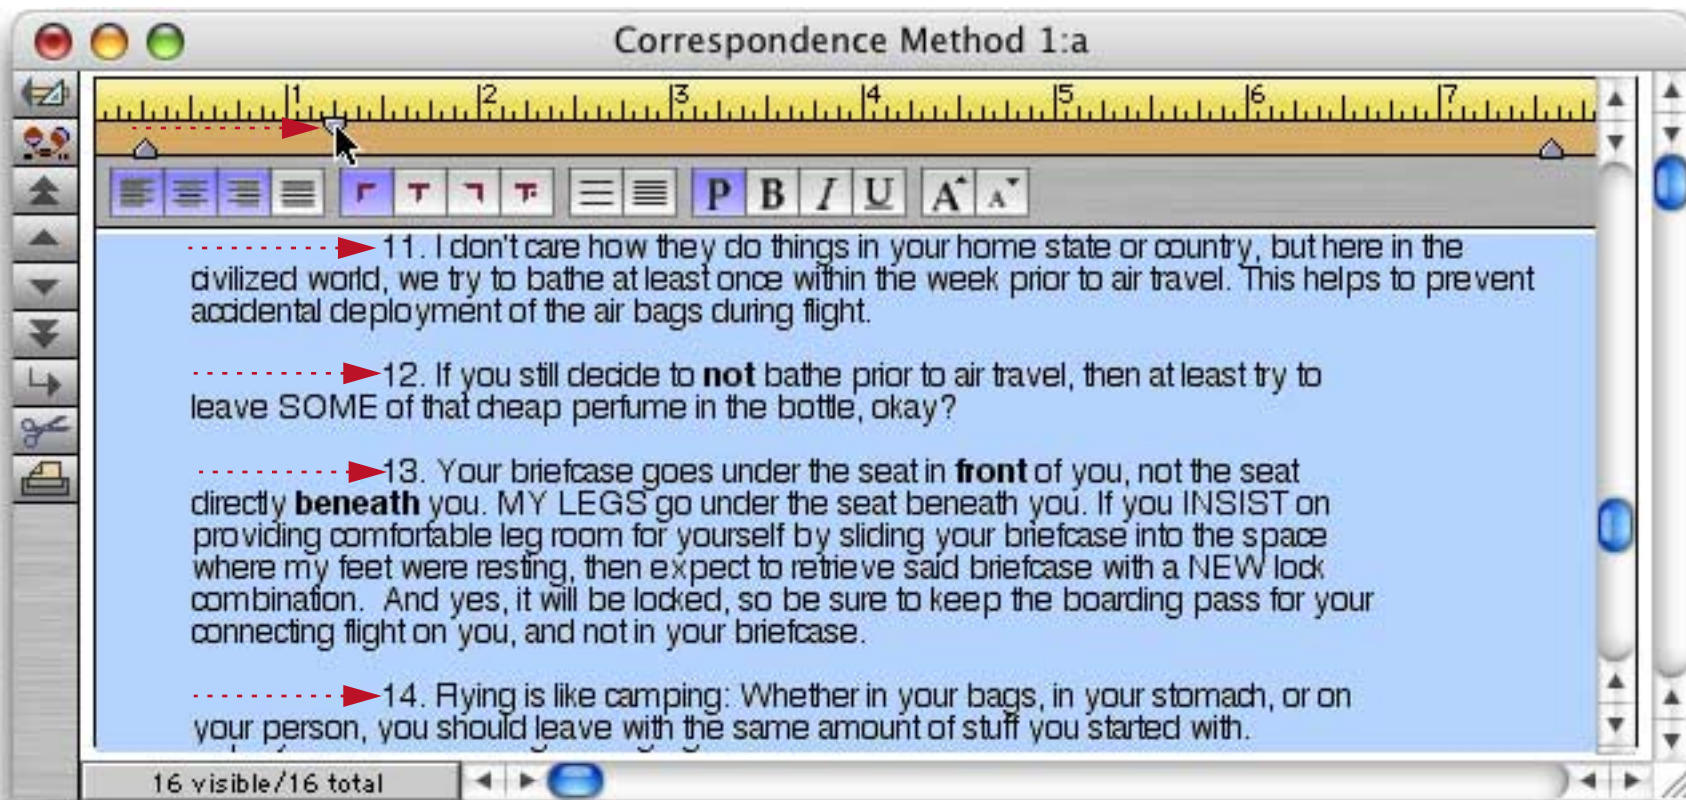 Correspondence Method 1:a
1 2 3 4 5 6 7
P B I U A A
11. I don't care how they do things in your home state or country, but here in the
civilized world, we try to bathe at least once within the week prior to air travel. This helps to prevent
accidental deployment of the air bags during flight.
12. If you still decide to not bathe prior to air travel, then at least try to
leave SOME of that cheap perfume in the bottle, okay?
13. Your briefcase goes under the seat in front of you, not the seat
directly beneath you. MY LEGS go under the seat beneath you. If you INSIST on
providing comfortable leg room for yourself by sliding your briefcase into the space
where my feet were resting, then expect to retrieve said briefcase with a NEW lock
combination. And yes, it will be locked, so be sure to keep the boarding pass for your
connecting flight on you, and not in your briefcase.
14. Flying is like camping: Whether in your bags, in your stomach, or on
your person, you should leave with the same amount of stuff you started with.
16 visible/16 total